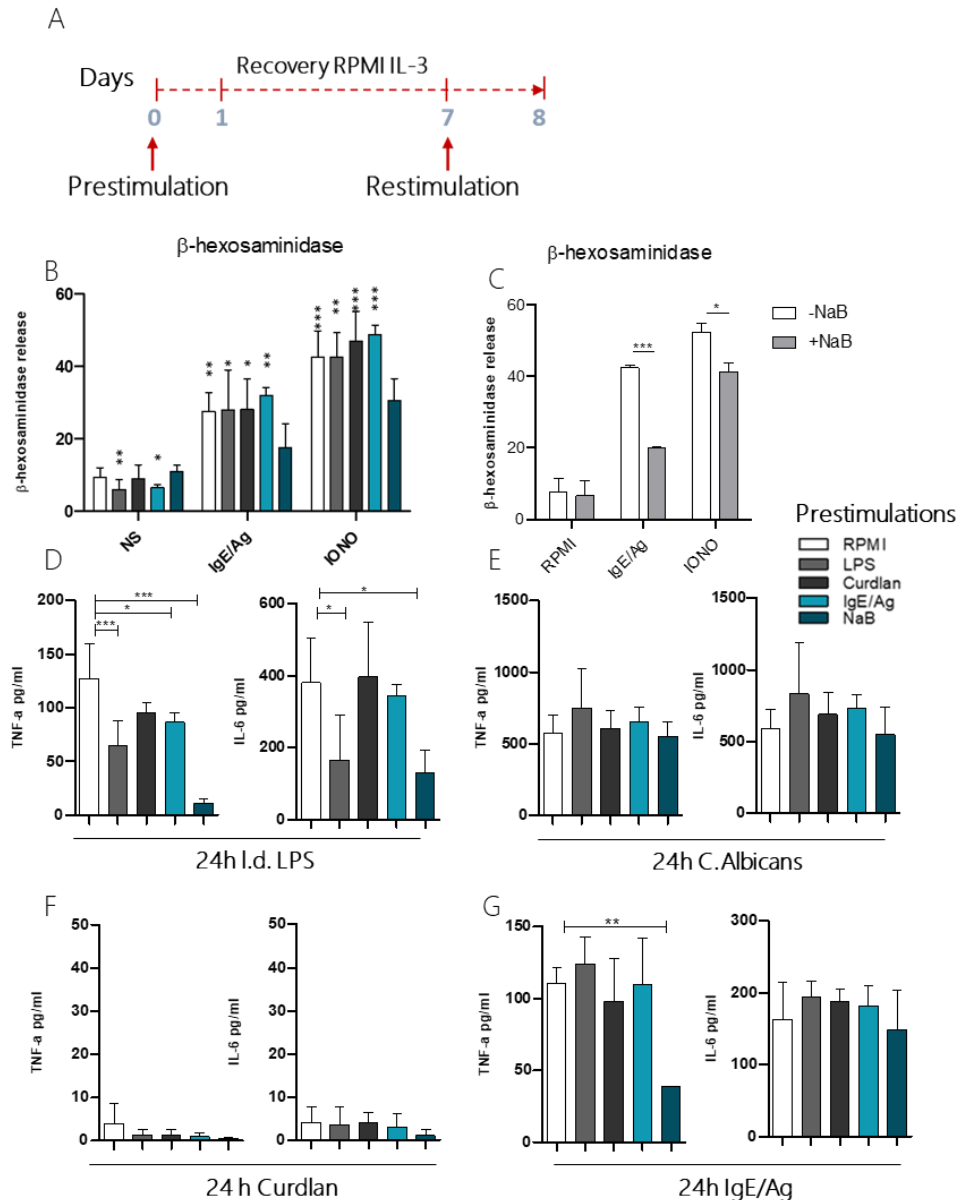 A
Days
Recovery RPMI IL-3
0 1 7 8
Prestimulation Restimulation
β-hexosaminidase
B
β-hexosaminidase release
60
40
20
0
** * ** * * ** *** ** *** ***
NS IgE/Ag IONO
β-hexosaminidase
C
β-hexosaminidase release
60
40
20
0
*** *
RPMI IgE/Ag IONO
-NaB
+NaB
Prestimulations
RPMI
LPS
Curdlan
IgE/Ag
NaB
D
TNF-a pg/ml
200
150
100
50
0
***
*
***
IL-6 pg/ml
600
400
200
0
*
*
24h l.d. LPS
E
TNF-a pg/ml
1500
1000
500
0
IL-6 pg/ml
1500
1000
500
0
24h C. Albicans
F
TNF-a pg/ml
50
40
30
20
10
0
IL-6 pg/ml
50
40
30
20
10
0
24 h Curdlan
G
TNF-a pg/ml
150
100
50
0
**
IL-6 pg/ml
300
200
100
0
24h IgE/Ag